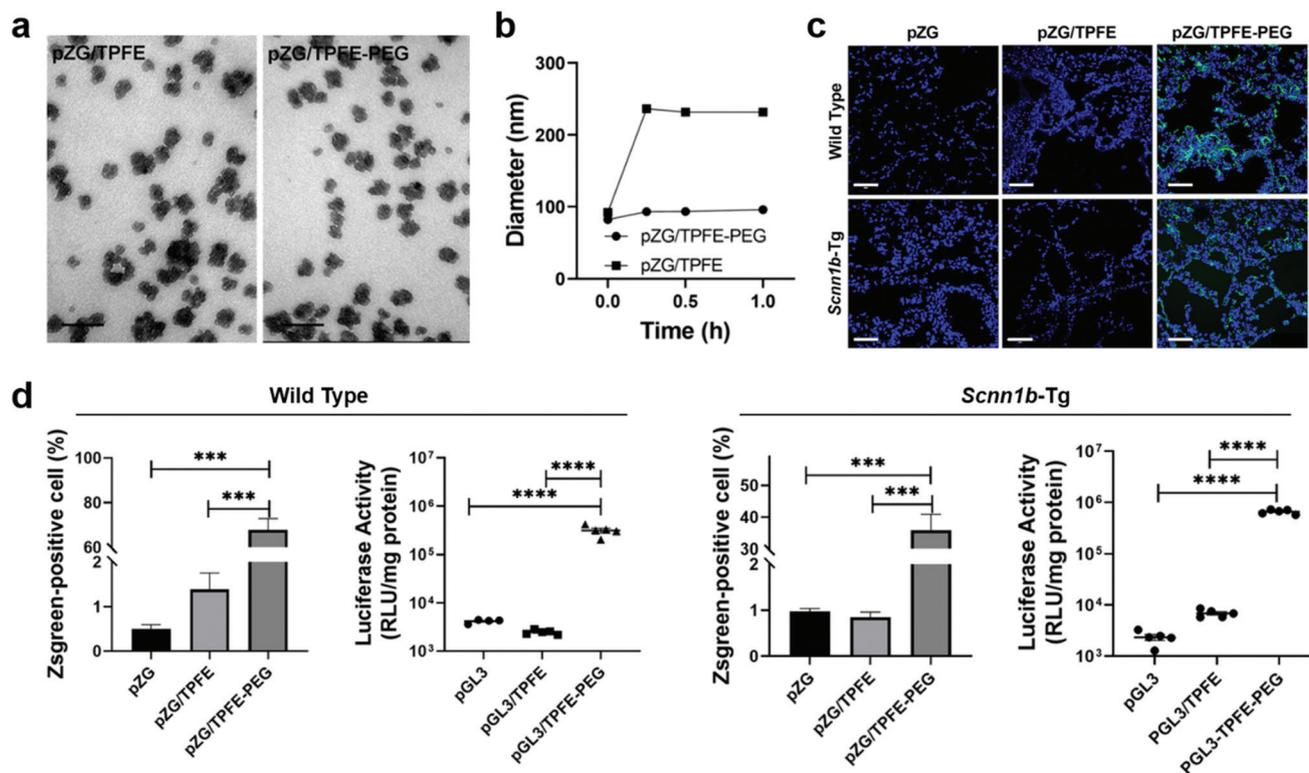 a
pZG/TPFE
pZG/TPFE-PEG
b
300
200
100
0
Diameter (nm)
pZG/TPFE-PEG
pZG/TPFE
0.0
0.5
1.0
Time (h)
c
pZG
pZG/TPFE
pZG/TPFE-PEG
Wild Type
Scnn1b-Tg
d
Wild Type
Zsgreen-positive cell (%)
100
80
60
2
1
0
***
***
pZG
pZG/TPFE
pZG/TPFE-PEG
Luciferase Activity
(RLU/mg protein)
10⁷
10⁶
10⁵
10⁴
10³
****
****
pGL3
pGL3/TPFE
pGL3/TPFE-PEG
Scnn1b-Tg
Zsgreen-positive cell (%)
50
40
30
2
1
0
***
***
pZG
pZG/TPFE
pZG/TPFE-PEG
Luciferase Activity
(RLU/mg protein)
10⁷
10⁶
10⁵
10⁴
10³
****
****
pGL3
PGL3/TPFE
PGL3-TPFE-PEG